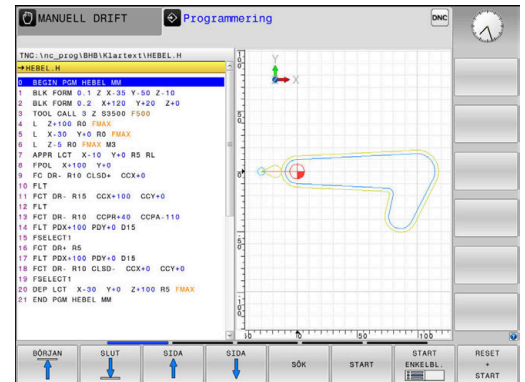 MANUELL DRIFT
Programmering
DNC
TNC:\nc_prog\BHB\Klartext\HEBEL.H
→HEBEL.H
0 BEGIN PGM HEBEL MM
1 BLK FORM 0.1 Z X-35 Y-50 Z-10
2 BLK FORM 0.2 X+120 Y+20 Z+0
3 TOOL CALL 3 Z S3500 F500
4 L Z+100 R0 FMAX
5 L X-30 Y+0 R0 FMAX
6 L Z-5 R0 FMAX M3
7 APPR LCT X-10 Y+0 R5 RL
8 FPOL X+100 Y+0
9 FC DR- R10 CLSD+ CCX+0
10 FLT
11 FCT DR- R15 CCX+100 CCY+0
12 FLT
13 FCT DR- R10 CCPR+40 CCPA-110
14 FLT PDX+100 PDY+0 D15
15 FSELECT1
16 FCT DR+ R5
17 FLT PDX+100 PDY+0 D15
18 FCT DR- R10 CLSD- CCX+0 CCY+0
19 FSELECT1
20 DEP LCT X-30 Y+0 Z+100 R5 FMAX
21 END PGM HEBEL MM
Y
X
50
100
BÖRJAN
SLUT
SIDA
SIDA
SÖK
START
START
ENKELBL.
RESET
+
START